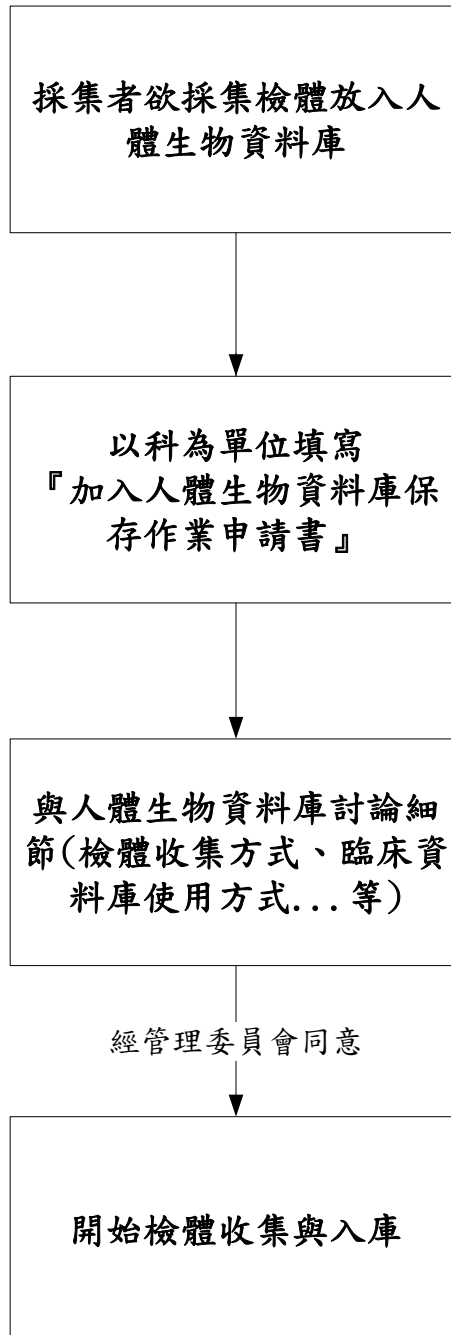 採集者欲採集檢體放入人
體生物資料庫
以科為單位填寫
『加入人體生物資料庫保
存作業申請書』
與人體生物資料庫討論細
節(檢體收集方式、臨床資
料庫使用方式...等)
經管理委員會同意
開始檢體收集與入庫